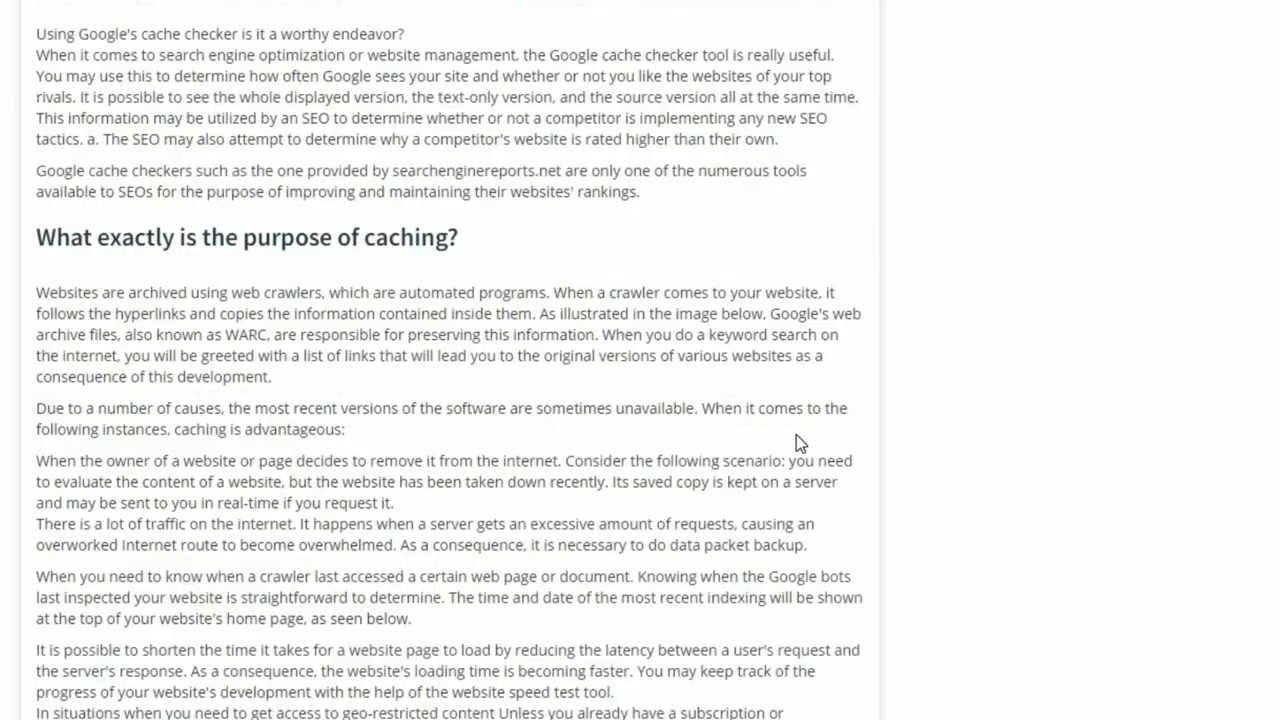 Using Google's cache checker is it a worthy endeavor?
When it comes to search engine optimization or website management, the Google cache checker tool is really useful.
You may use this to determine how often Google sees your site and whether or not you like the websites of your top
rivals. It is possible to see the whole displayed version, the text-only version, and the source version all at the same time.
This information may be utilized by an SEO to determine whether or not a competitor is implementing any new SEO
tactics. a. The SEO may also attempt to determine why a competitor's website is rated higher than their own.
Google cache checkers such as the one provided by searchenginereports.net are only one of the numerous tools
available to SEOs for the purpose of improving and maintaining their websites' rankings.
What exactly is the purpose of caching?
Websites are archived using web crawlers, which are automated programs. When a crawler comes to your website, it
follows the hyperlinks and copies the information contained inside them. As illustrated in the image below. Google's web
archive files, also known as WARC, are responsible for preserving this information. When you do a keyword search on
the internet, you will be greeted with a list of links that will lead you to the original versions of various websites as a
consequence of this development.
Due to a number of causes, the most recent versions of the software are sometimes unavailable. When it comes to the
following instances, caching is advantageous:
When the owner of a website or page decides to remove it from the internet. Consider the following scenario: you need
to evaluate the content of a website, but the website has been taken down recently. Its saved copy is kept on a server
and may be sent to you in real-time if you request it.
There is a lot of traffic on the internet. It happens when a server gets an excessive amount of requests, causing an
overworked Internet route to become overwhelmed. As a consequence, it is necessary to do data packet backup.
When you need to know when a crawler last accessed a certain web page or document. Knowing when the Google bots
last inspected your website is straightforward to determine. The time and date of the most recent indexing will be shown
at the top of your website's home page, as seen below.
It is possible to shorten the time it takes for a website page to load by reducing the latency between a user's request and
the server's response. As a consequence, the website's loading time is becoming faster. You may keep track of the
progress of your website's development with the help of the website speed test tool.
In situations when you need to get access to geo-restricted content Unless you already have a subscription or